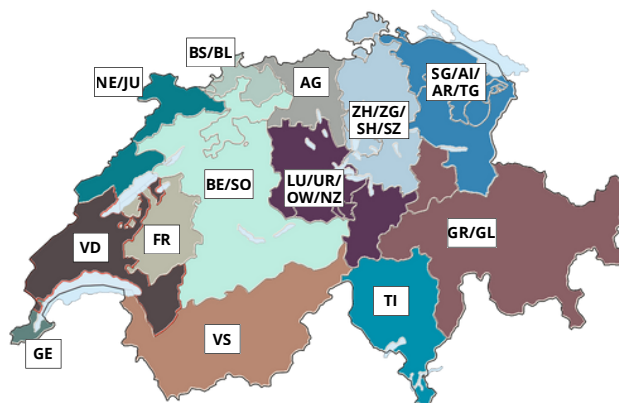 BS/BL
NE/JU
AG
SG/AI/
AR/TG
ZH/ZG/
SH/SZ
BE/SO
LU/UR/
OW/NZ
GR/GL
VD
FR
TI
VS
GE